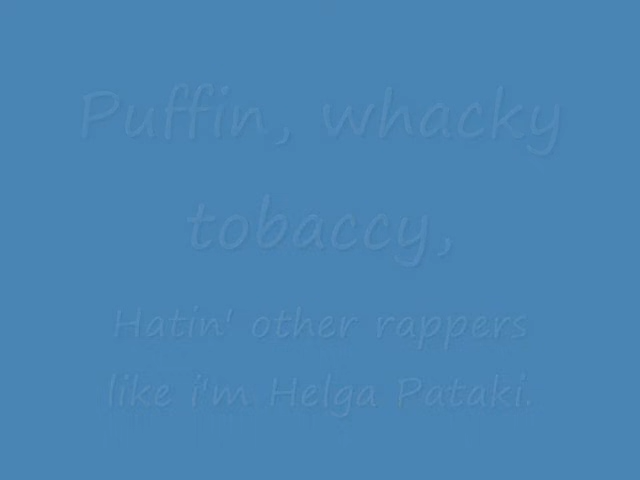 Puffin, whacky
tobaccy,
Hatin' other rappers
like i'm Helga Pataki.